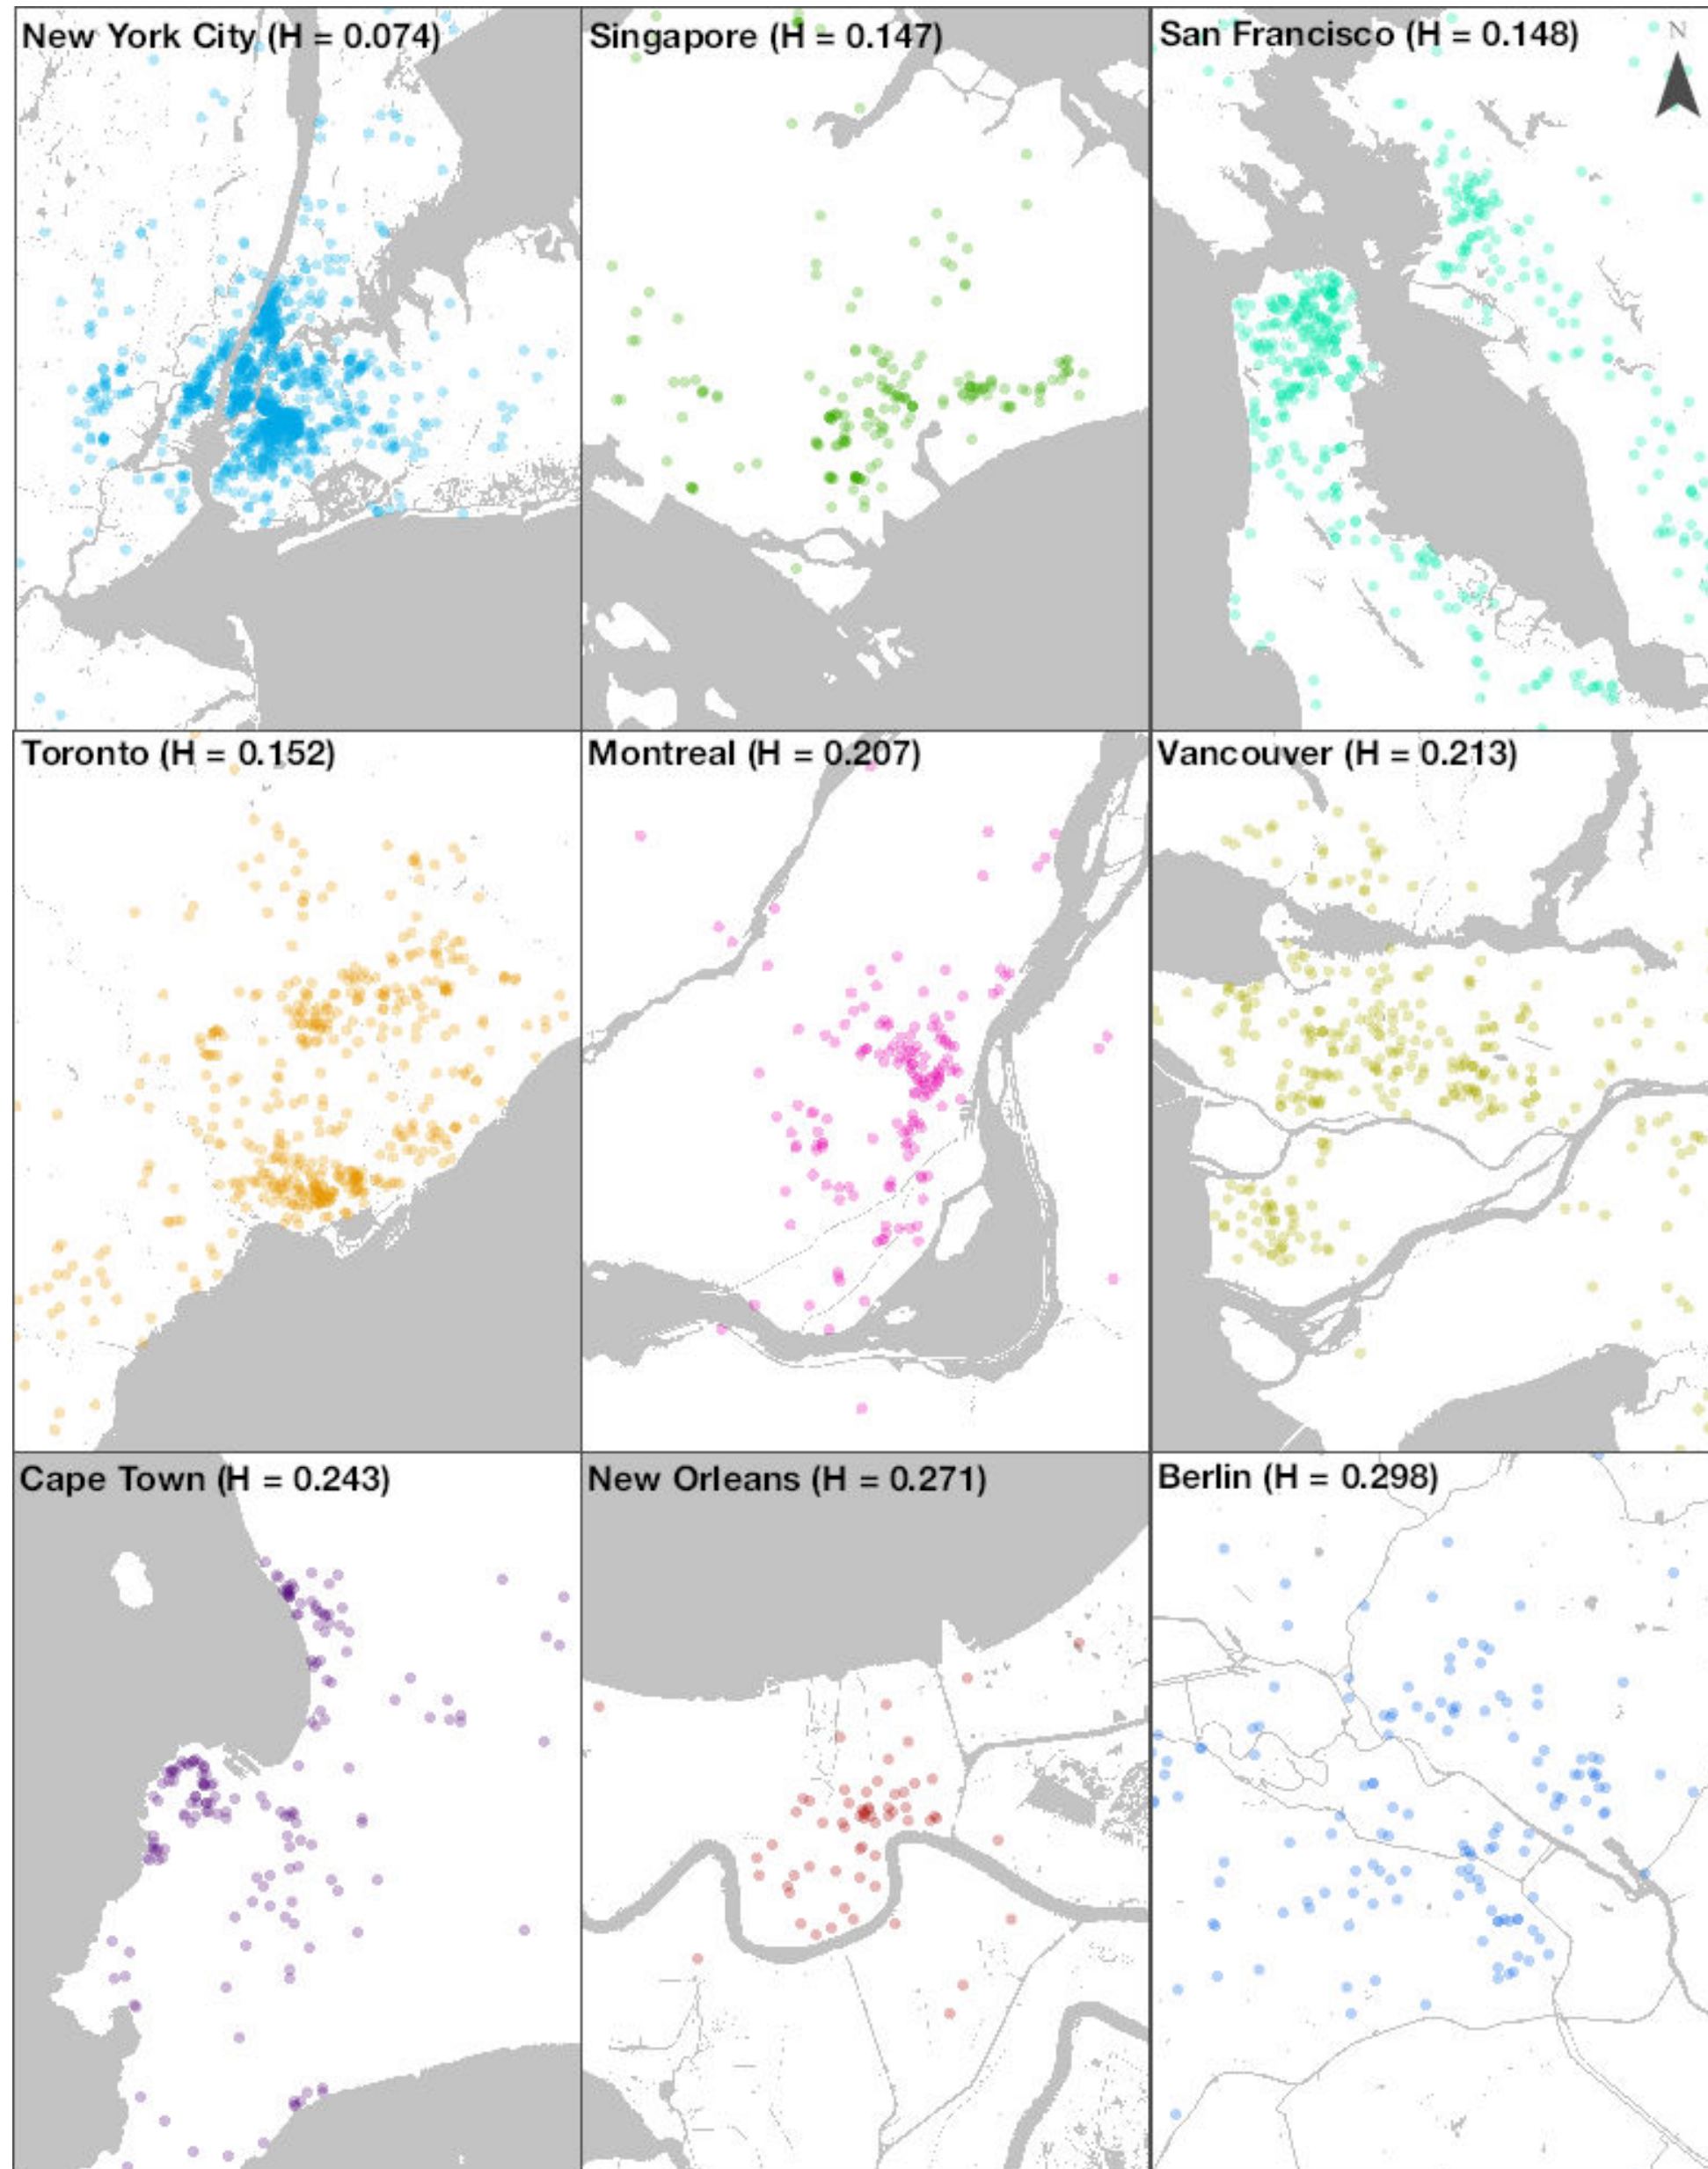 New York City (H = 0.074)
Singapore (H = 0.147)
San Francisco (H = 0.148)
N
Toronto (H = 0.152)
Montreal (H = 0.207)
Vancouver (H = 0.213)
Cape Town (H = 0.243)
New Orleans (H = 0.271)
Berlin (H = 0.298)